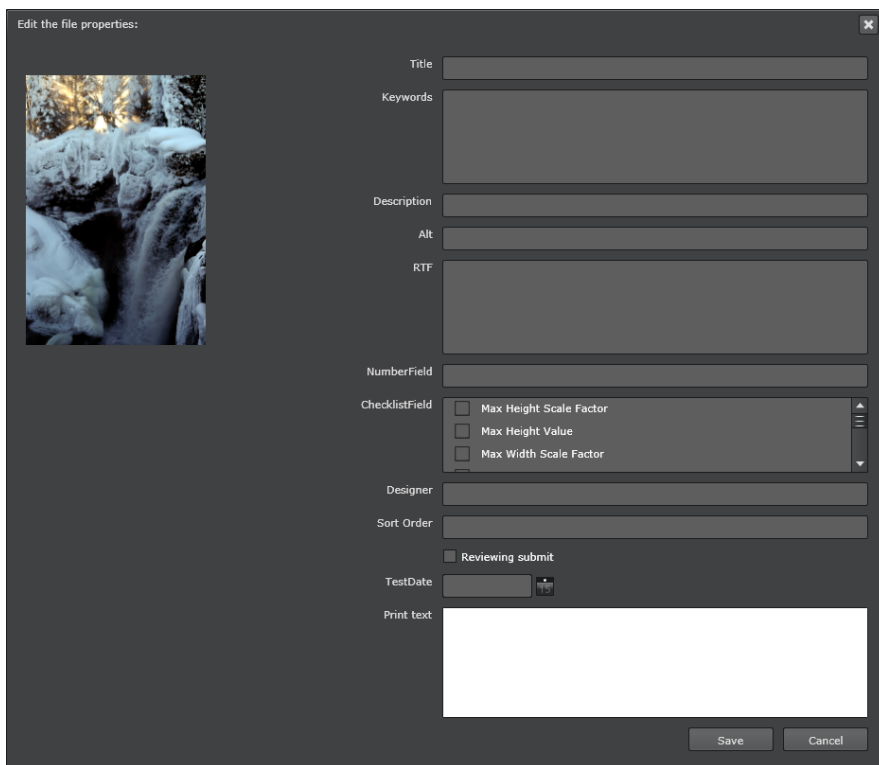 Edit the file properties:
Title
Keywords
Description
Alt
RTF
NumberField
ChecklistField
Max Height Scale Factor
Max Height Value
Max Width Scale Factor
Designer
Sort Order
Reviewing submit
TestDate
15
Print text
Save
Cancel